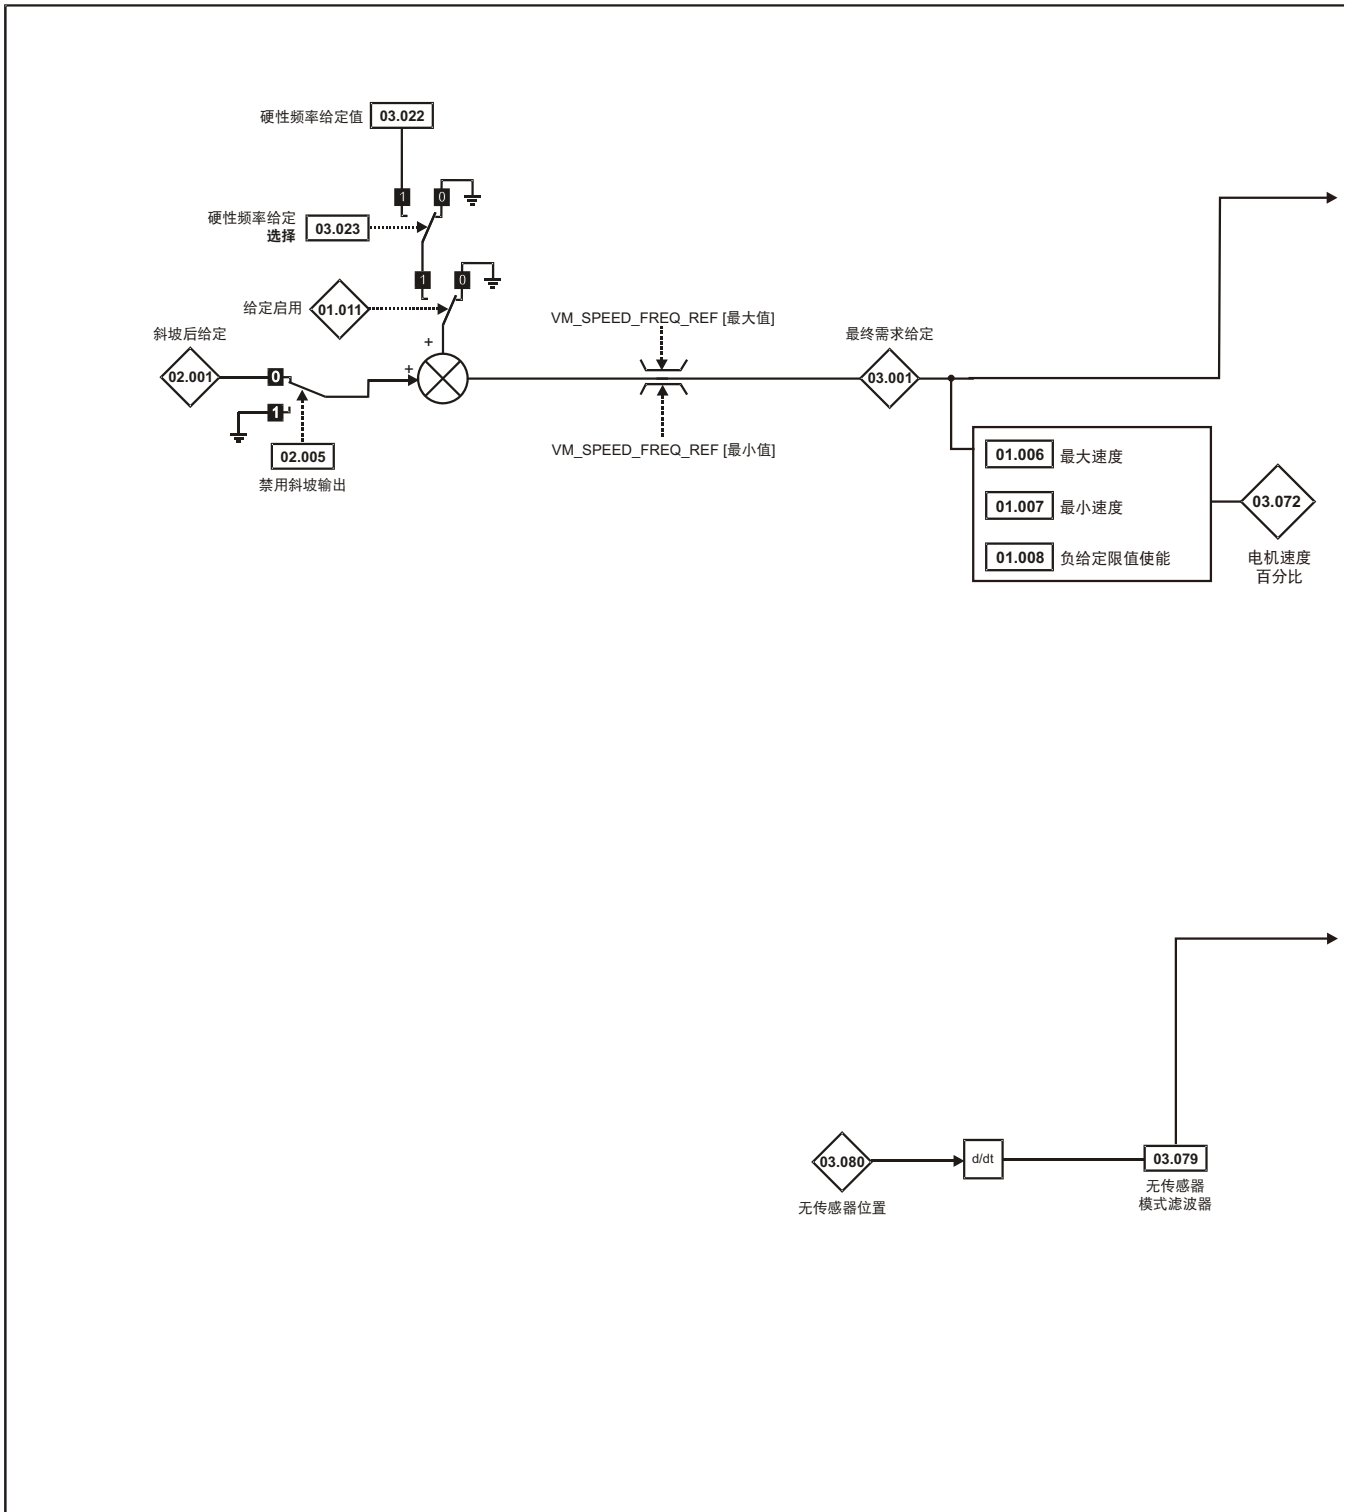 硬性频率给定值
03.022
1
0
硬性频率给定
选择
03.023
1
0
给定启用
01.011
+
斜坡后给定
02.001
0
1
+
02.005
禁用斜坡输出
VM_SPEED_FREQ_REF [最大值]
VM_SPEED_FREQ_REF [最小值]
最终需求给定
03.001
01.006 最大速度
01.007 最小速度
01.008 负给定限值使能
03.072
电机速度
百分比
03.080
无传感器位置
d/dt
03.079
无传感器
模式滤波器